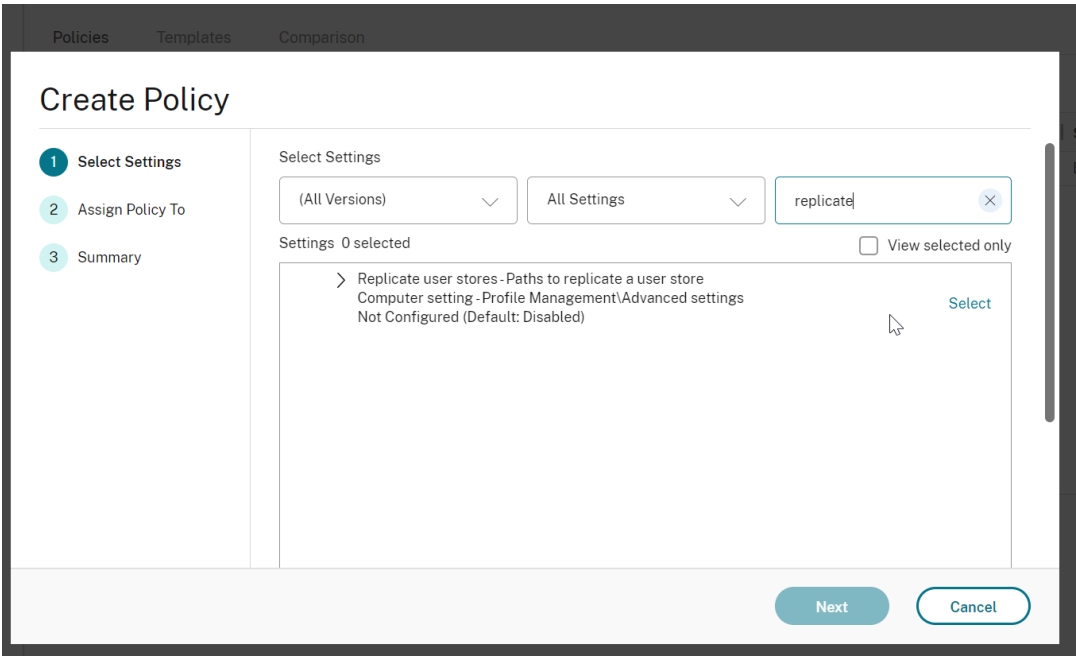 Policies Templates Comparison
Create Policy
1 Select Settings
2 Assign Policy To
3 Summary
Select Settings
(All Versions) All Settings replicate
Settings 0 selected
View selected only
Replicate user stores - Paths to replicate a user store
Computer setting - Profile Management\Advanced settings
Not Configured (Default: Disabled)
Select
Next Cancel